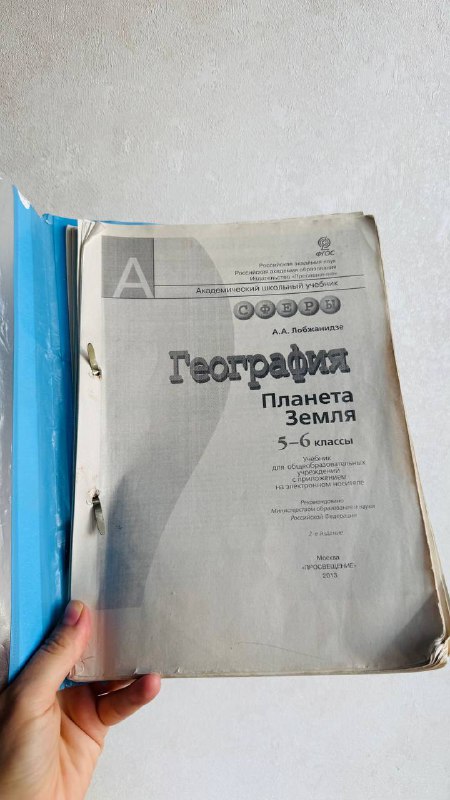 ФГОС
А
Российская академия наук
Российская академия образования
Издательство «Просвещение»
Академический школьный учебник
СФЕРЫ
А.А. Лобжанидзе
География
Планета
Земля
5–6 классы
Учебник
для общеобразовательных
учреждений
с приложением
на электронном носителе
Рекомендовано
Министерством образования и науки
Российской Федерации
2-е издание
Москва
«ПРОСВЕЩЕНИЕ»
2013